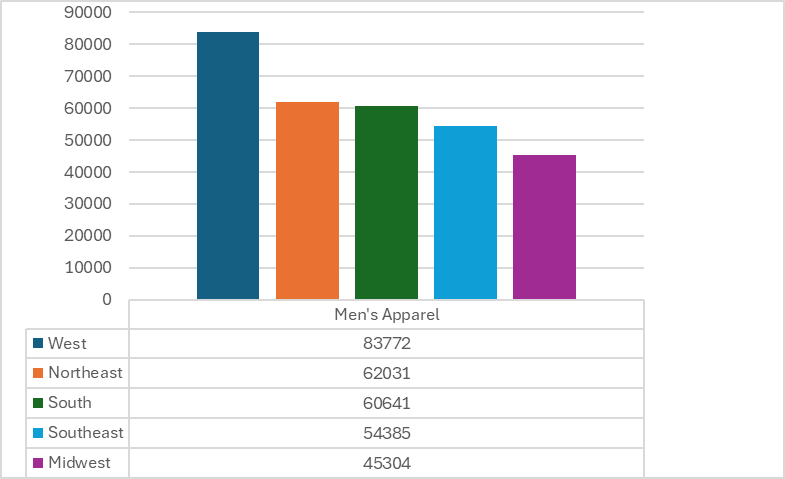 90000
80000
70000
60000
50000
40000
30000
20000
10000
0
Men's Apparel
West 83772
Northeast 62031
South 60641
Southeast 54385
Midwest 45304